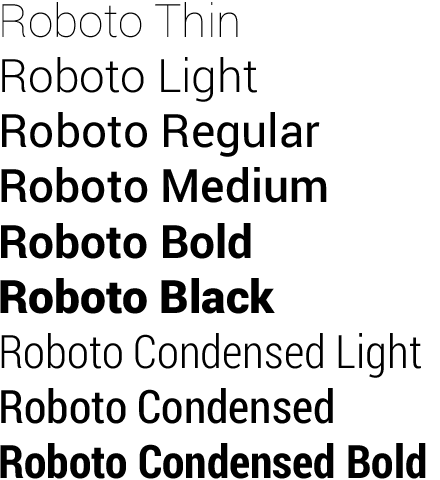 Roboto Thin
Roboto Light
Roboto Regular
Roboto Medium
Roboto Bold
Roboto Black
Roboto Condensed Light
Roboto Condensed
Roboto Condensed Bold